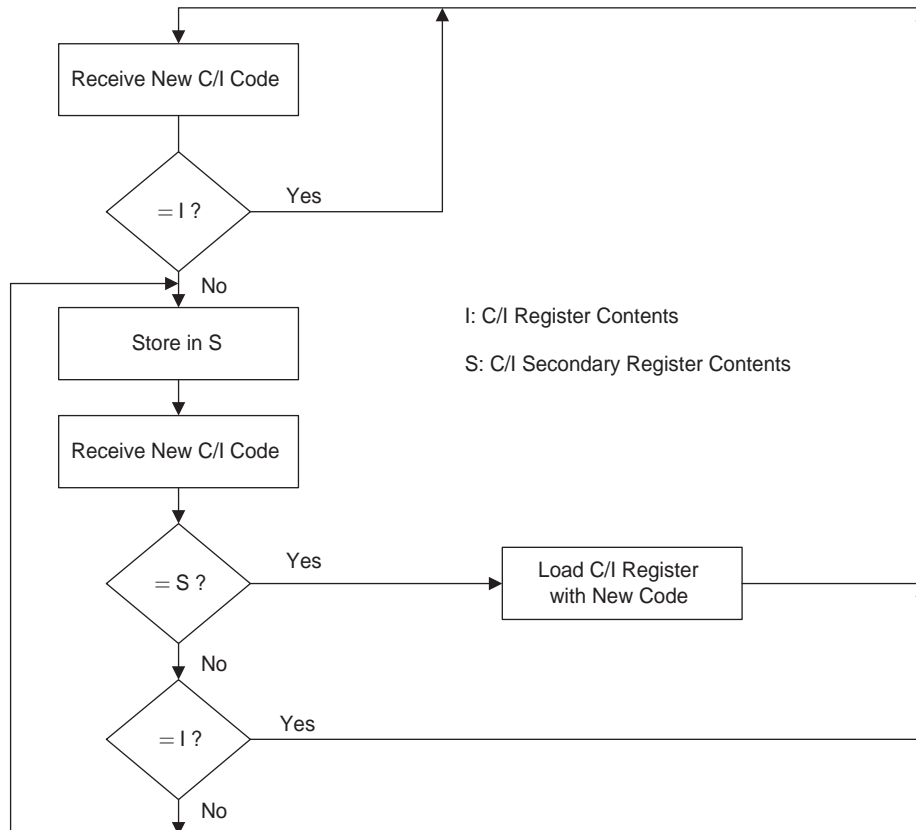 Receive New C/I Code
= I ?
Yes
No
Store in S
I: C/I Register Contents
S: C/I Secondary Register Contents
Receive New C/I Code
= S ?
Yes
Load C/I Register
with New Code
No
= I ?
Yes
No